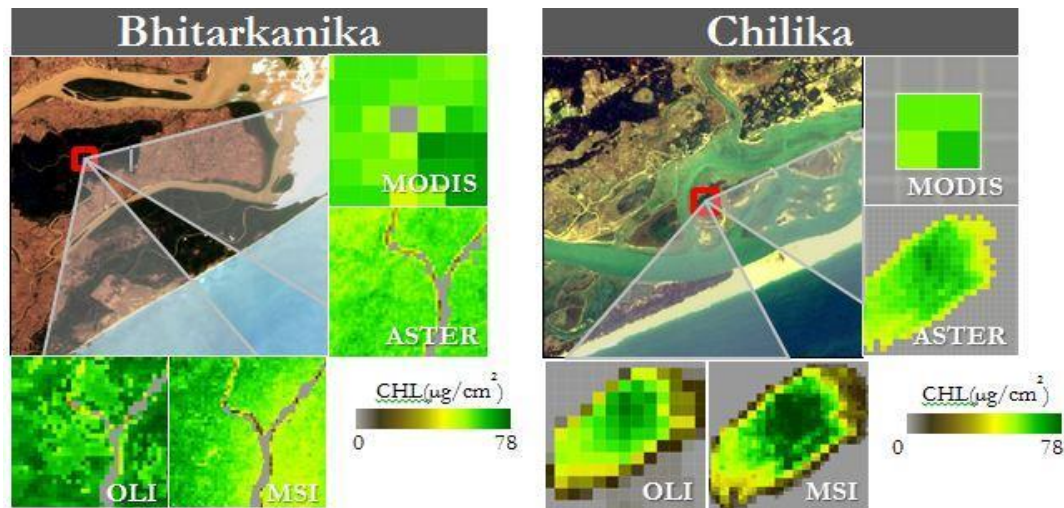 Bhitarkanika
MODIS
ASTER
OLI
MSI
CHL(µg/cm²)
0
78
Chilika
MODIS
ASTER
OLI
MSI
CHL(µg/cm²)
0
78